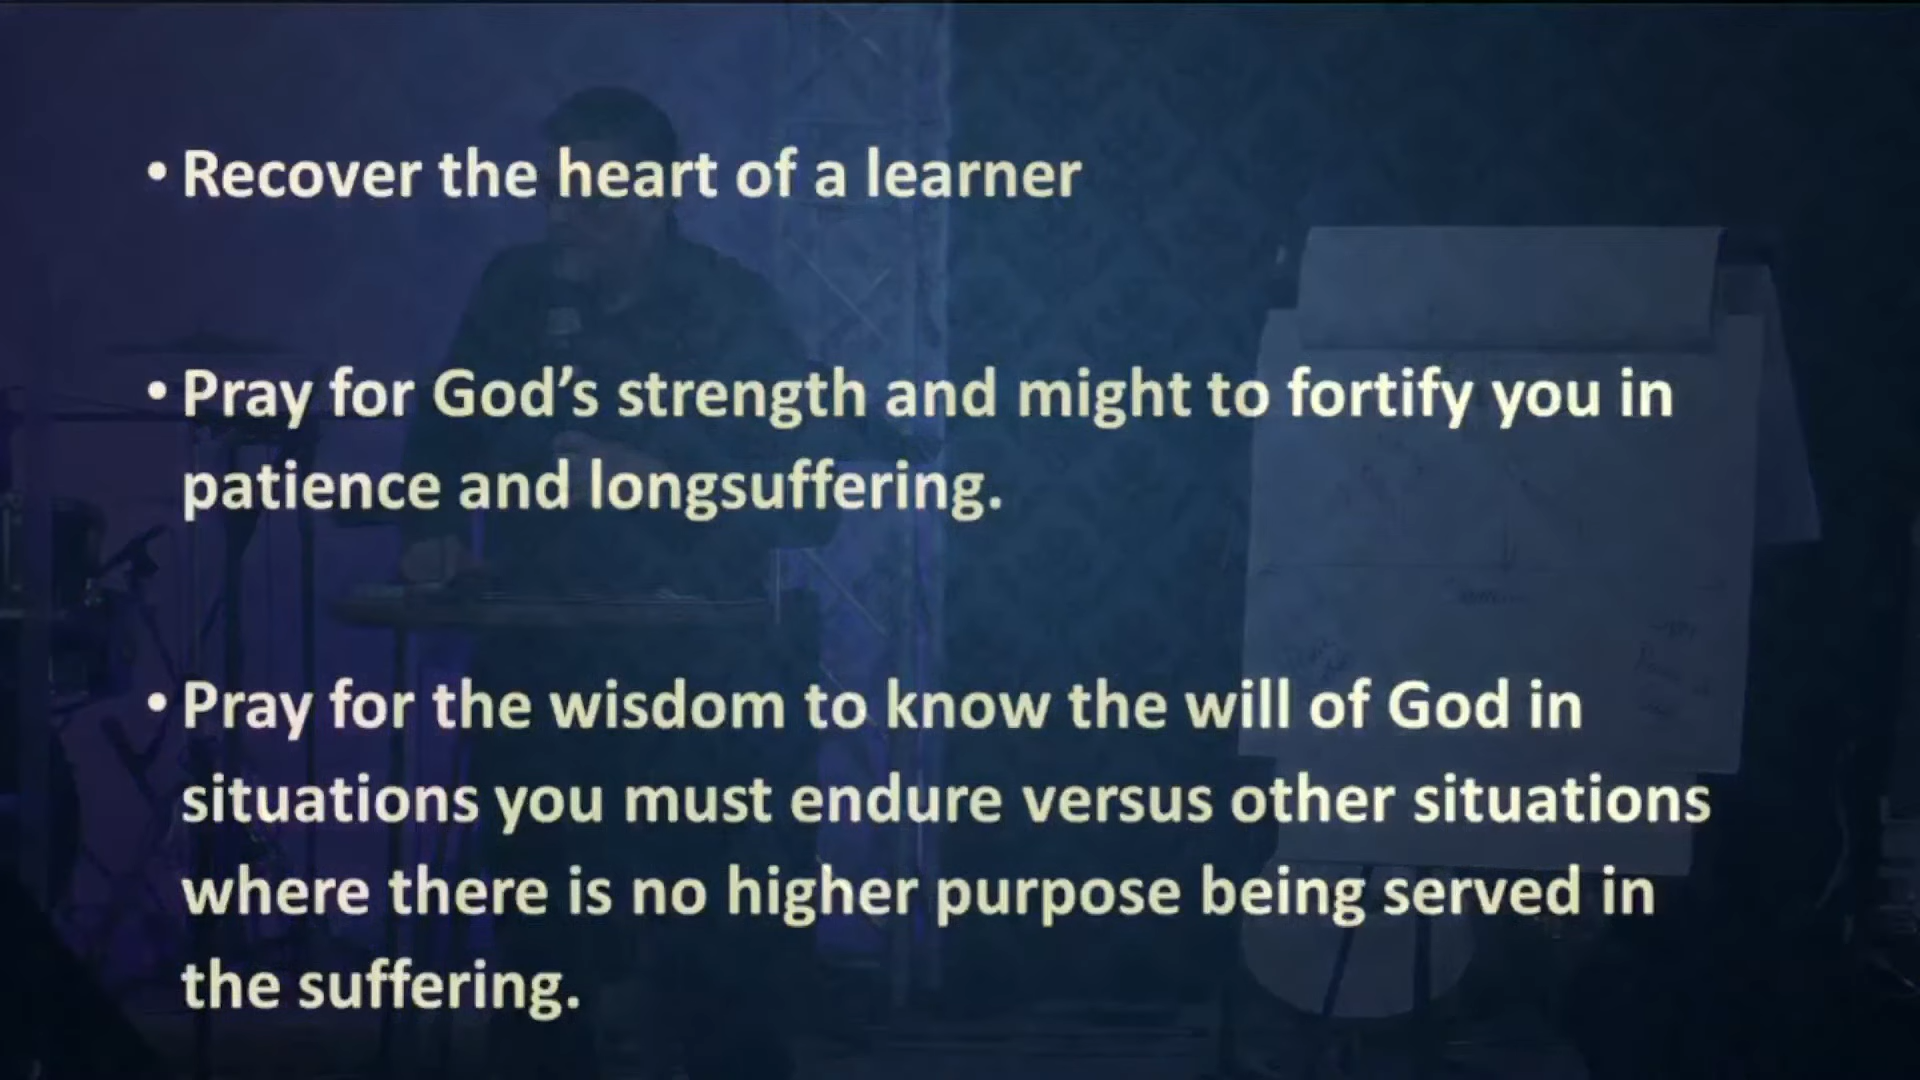 • Recover the heart of a learner
• Pray for God’s strength and might to fortify you in
patience and longsuffering.
• Pray for the wisdom to know the will of God in
situations you must endure versus other situations
where there is no higher purpose being served in
the suffering.